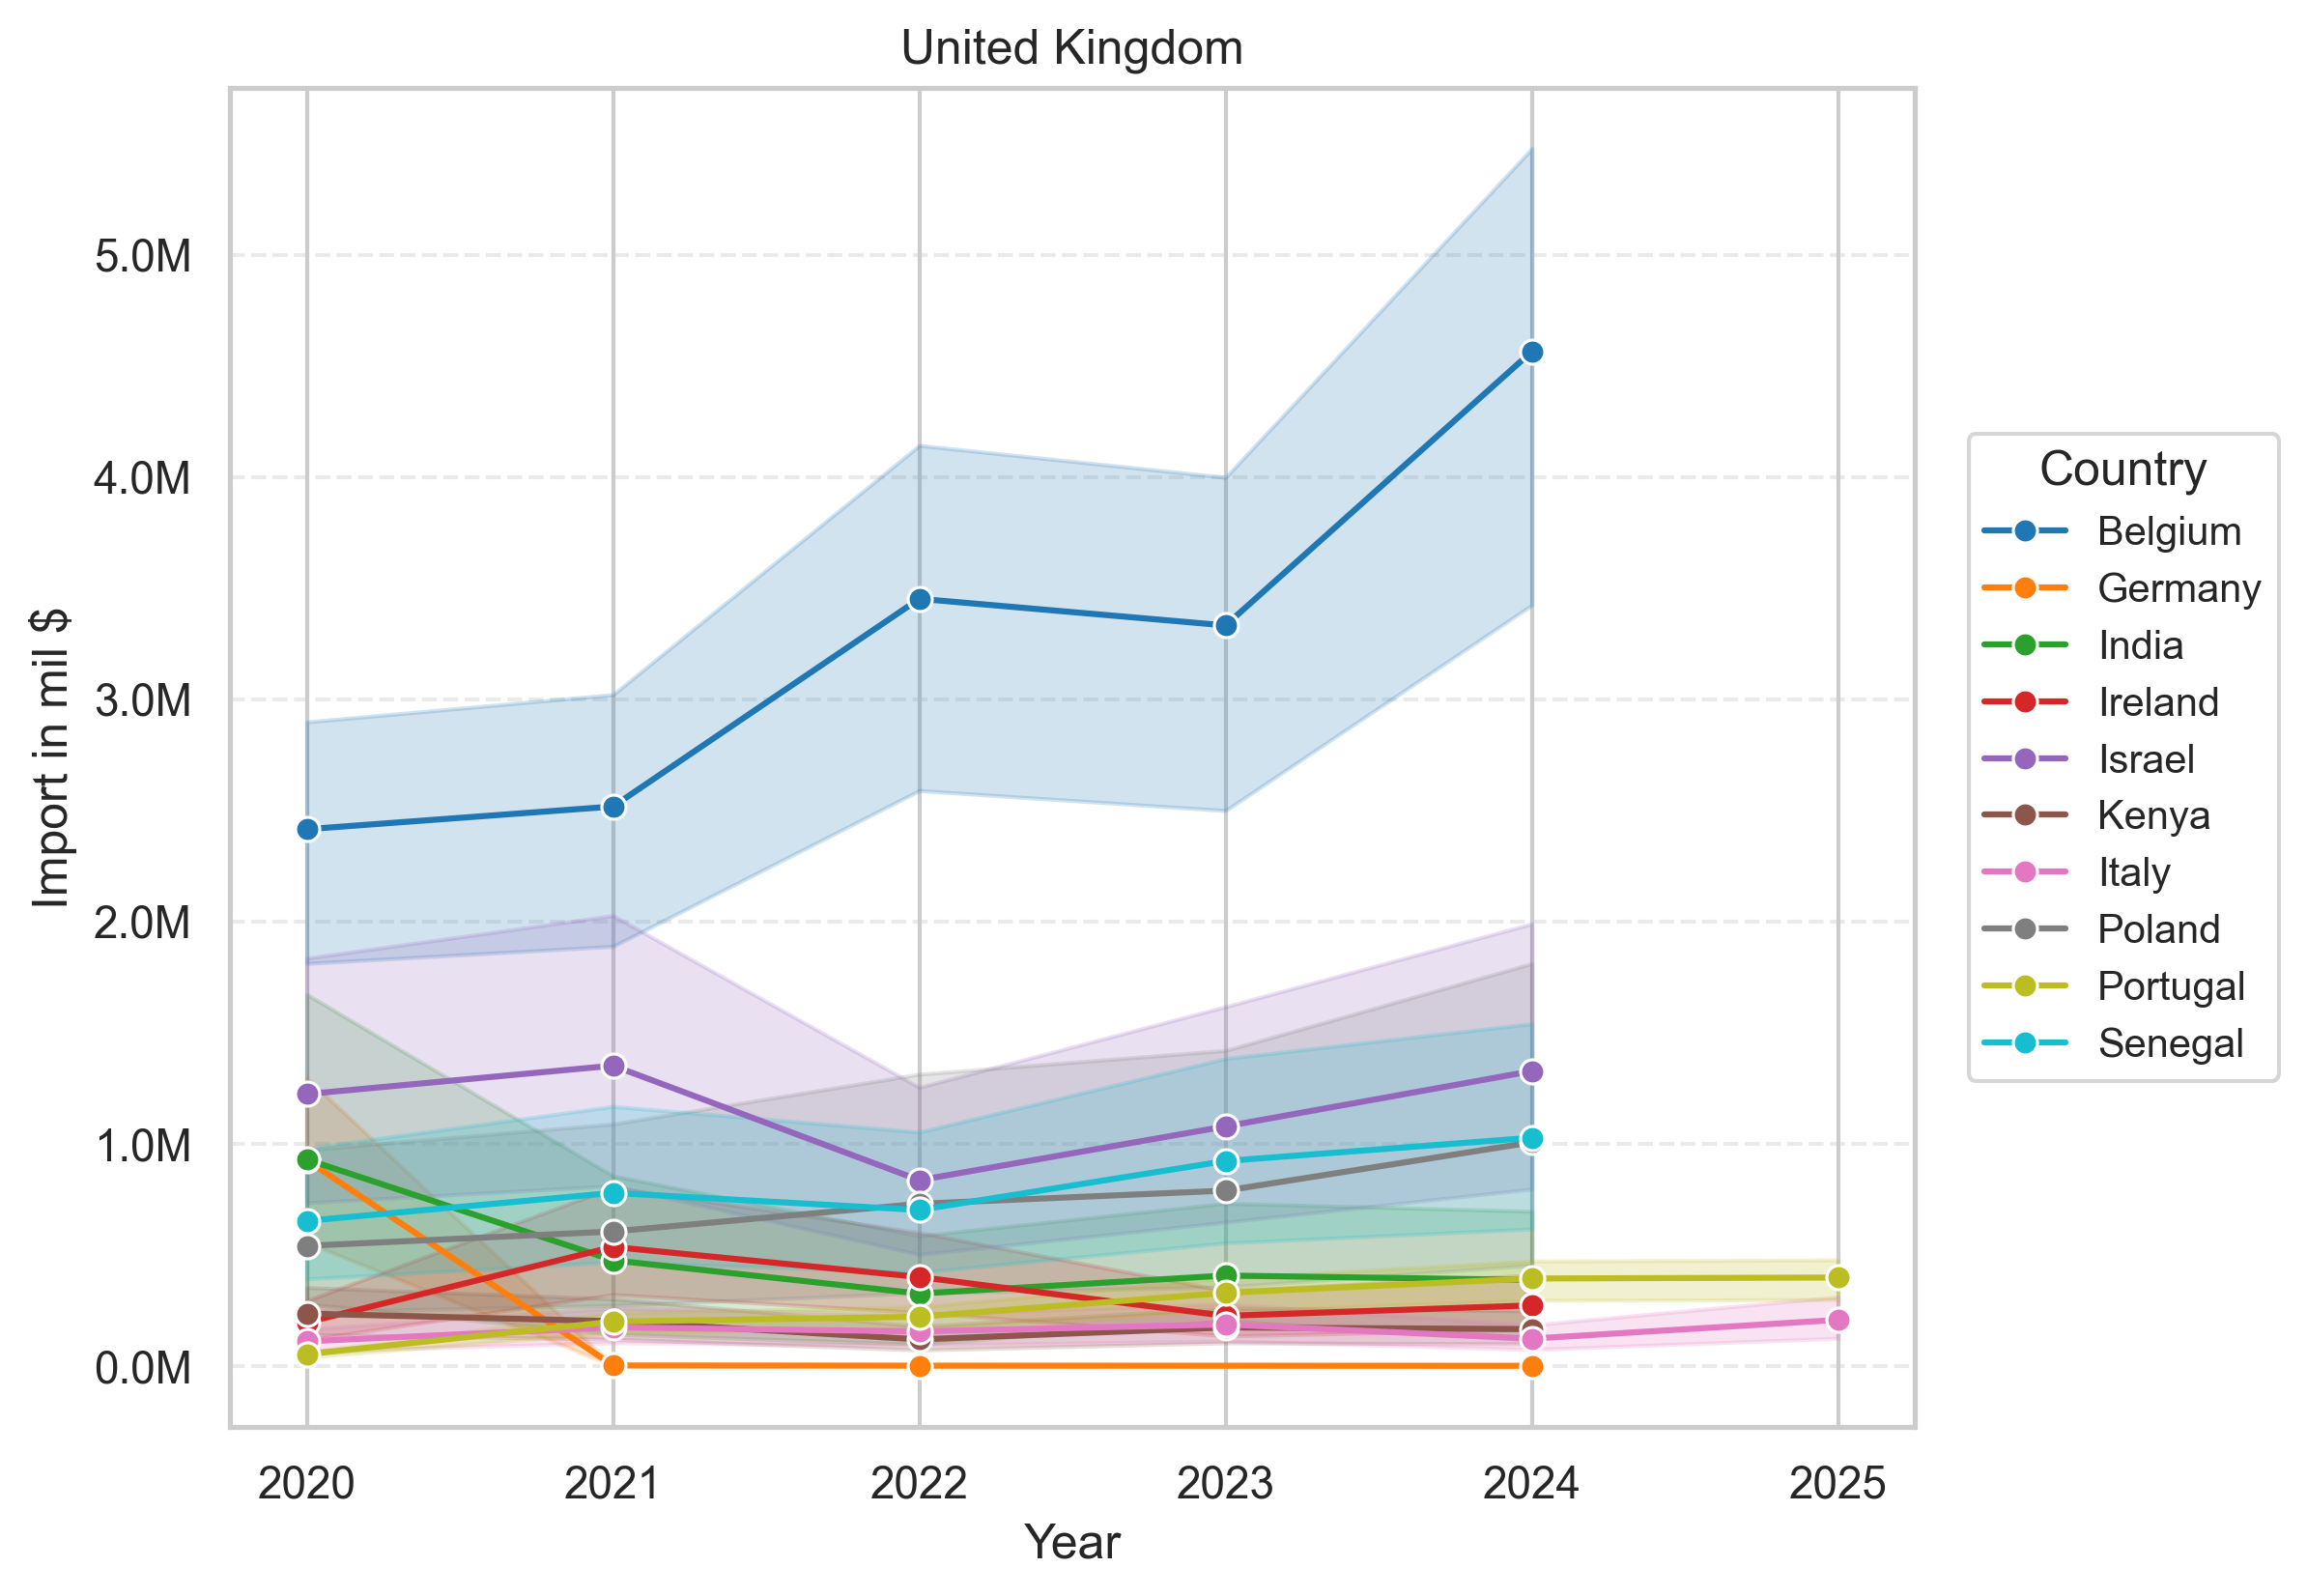 United Kingdom
5.0M
4.0M
3.0M
2.0M
1.0M
0.0M
Import in mil $
2020 2021 2022 2023 2024 2025
Year
Country
Belgium
Germany
India
Ireland
Israel
Kenya
Italy
Poland
Portugal
Senegal